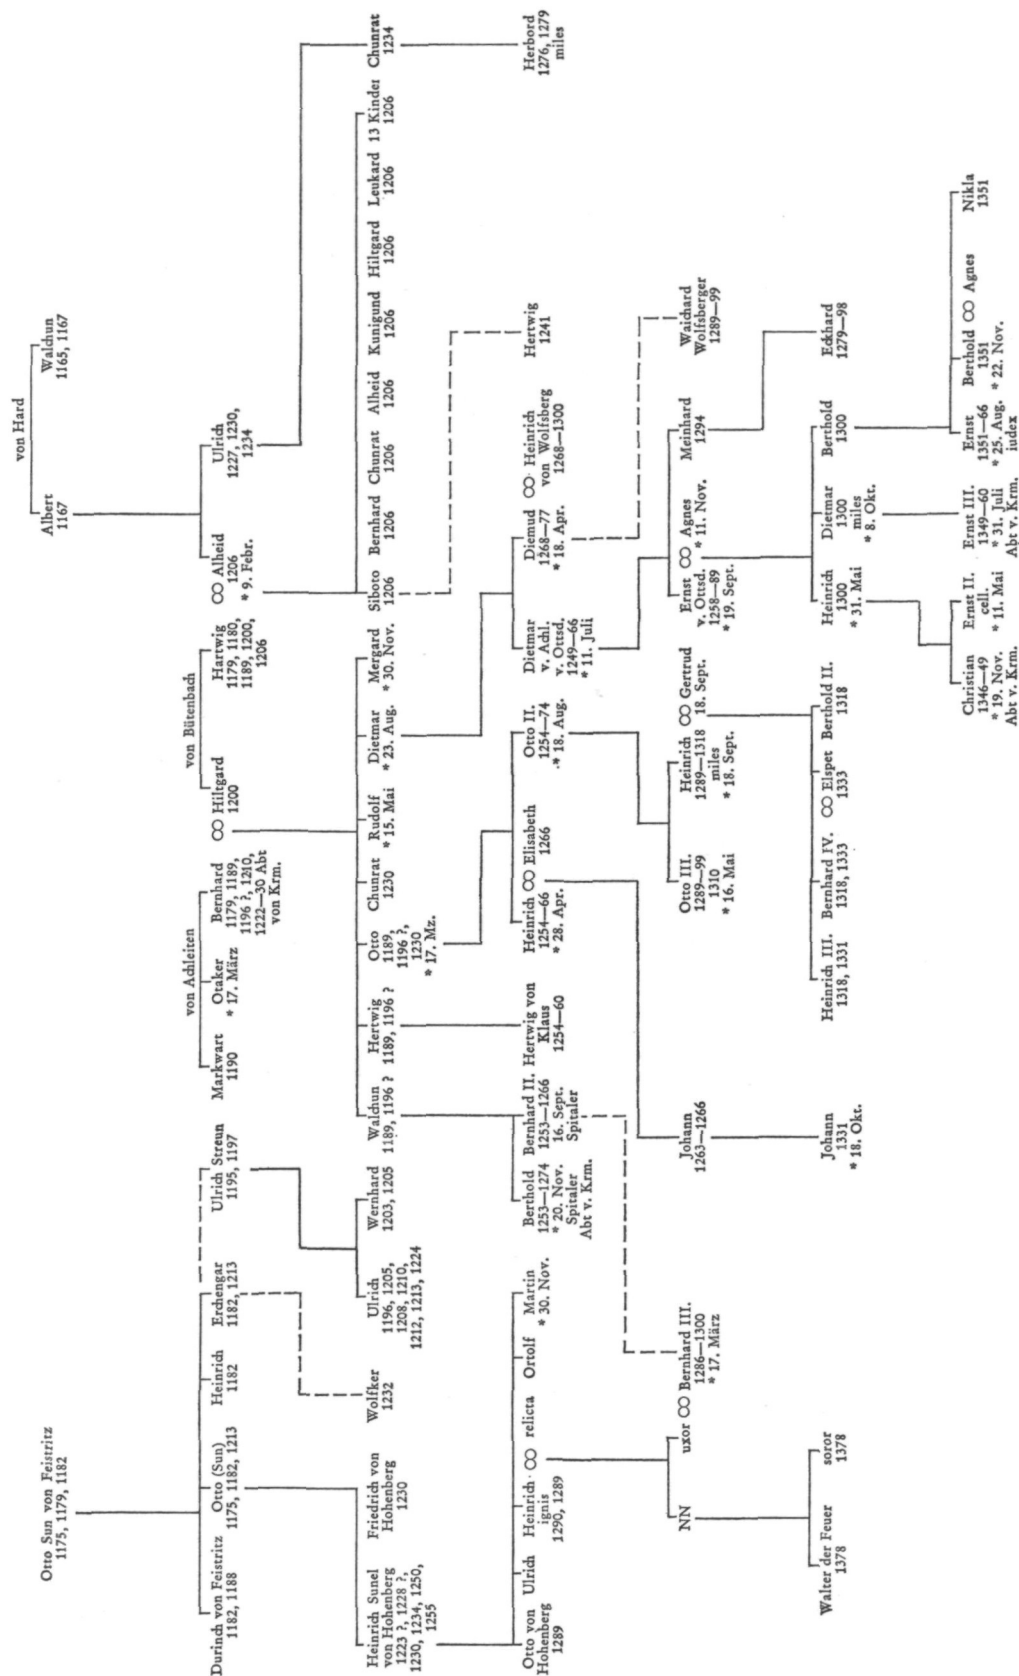 Otto Sun von Feistritz
1175, 1179, 1182
von Hard
Albert
1167
Walchun
1165, 1167
von Achleiten
von Bütenbach
Durinch von Feistritz
1182, 1188
Otto (Sun)
1175, 1182, 1213
Heinrich
1182
Erchengar
1182, 1213
Ulrich Streun
1195, 1197
Markwart
1190
Otaker
* 17. März
Bernhard
1179, 1189,
1196 ?, 1210,
1222—30 Abt
von Krm.
∞ Hiltgard
1200
Hartwig
1179, 1180,
1189, 1200,
1206
∞ Alheid
1206
* 9. Febr.
Ulrich
1227, 1230,
1234
Heinrich Sunel
von Hohenberg
1223 ?, 1228 ?,
1230, 1234, 1250,
1255
Friedrich von
Hohenberg
1230
Wolfker
1232
Ulrich
1196, 1205,
1208, 1210,
1212, 1213, 1224
Wernhard
1203, 1205
Walchun
1189, 1196 ?
Hertwig
1189, 1196 ?
Otto
1189,
1196 ?,
1230
* 17. Mz.
Chunrat
1230
Rudolf
* 15. Mai
Dietmar
* 23. Aug.
Mergard
* 30. Nov.
Siboto
1206
Bernhard
1206
Chunrat
1206
Alheid
1206
Kunigund
1206
Hiltgard
1206
Leukard
1206
13 Kinder
1206
Chunrat
1234
Otto von
Hohenberg
1289
Ulrich
Heinrich · ∞ relicta
ignis
1290, 1289
Ortolf
Martin
* 30. Nov.
Berthold
1253—1274
* 20. Nov.
Spitaler
Abt v. Krm.
Bernhard II.
1253—1266
16. Sept.
Spitaler
Hertwig von
Klaus
1254—60
Heinrich ∞ Elisabeth
1254—66 1266
* 28. Apr.
Otto II.
1254—74
* 18. Aug.
Dietmar
v. Achl.
v. Ottsd.
1249—66
* 11. Juli
Diemud
1268—77
* 18. Apr.
∞ Heinrich
von Wolfsberg
1268—1300
Hertwig
1241
Herbord
1276, 1279
miles
NN
uxor ∞ Bernhard III.
1286—1300
* 17. März
Johann
1263—1266
Otto III.
1289—99
1310
* 16. Mai
Heinrich ∞ Gertrud
1289—1318 18. Sept.
miles
* 18. Sept.
Ernst ∞ Agnes
v. Ottsd. * 11. Nov.
1258—89
* 19. Sept.
Meinhard
1294
Waichard
Wolfsberger
1289—99
Walter der Feuer
1378
soror
1378
Johann
1331
* 18. Okt.
Heinrich III.
1318, 1331
Bernhard IV. ∞ Elspet
1318, 1333 1333
Berthold II.
1318
Heinrich
1300
* 31. Mai
Dietmar
1300
miles
* 8. Okt.
Berthold
1300
Eckhard
1279—98
Christian
1346—49
* 19. Nov.
Abt v. Krm.
Ernst II.
cell.
* 11. Mai
Ernst III.
1349—60
* 31. Juli
Abt v. Krm.
Ernst
1351—66
* 25. Aug.
iudex
Berthold ∞ Agnes
1351
* 22. Nov.
Nikla
1351